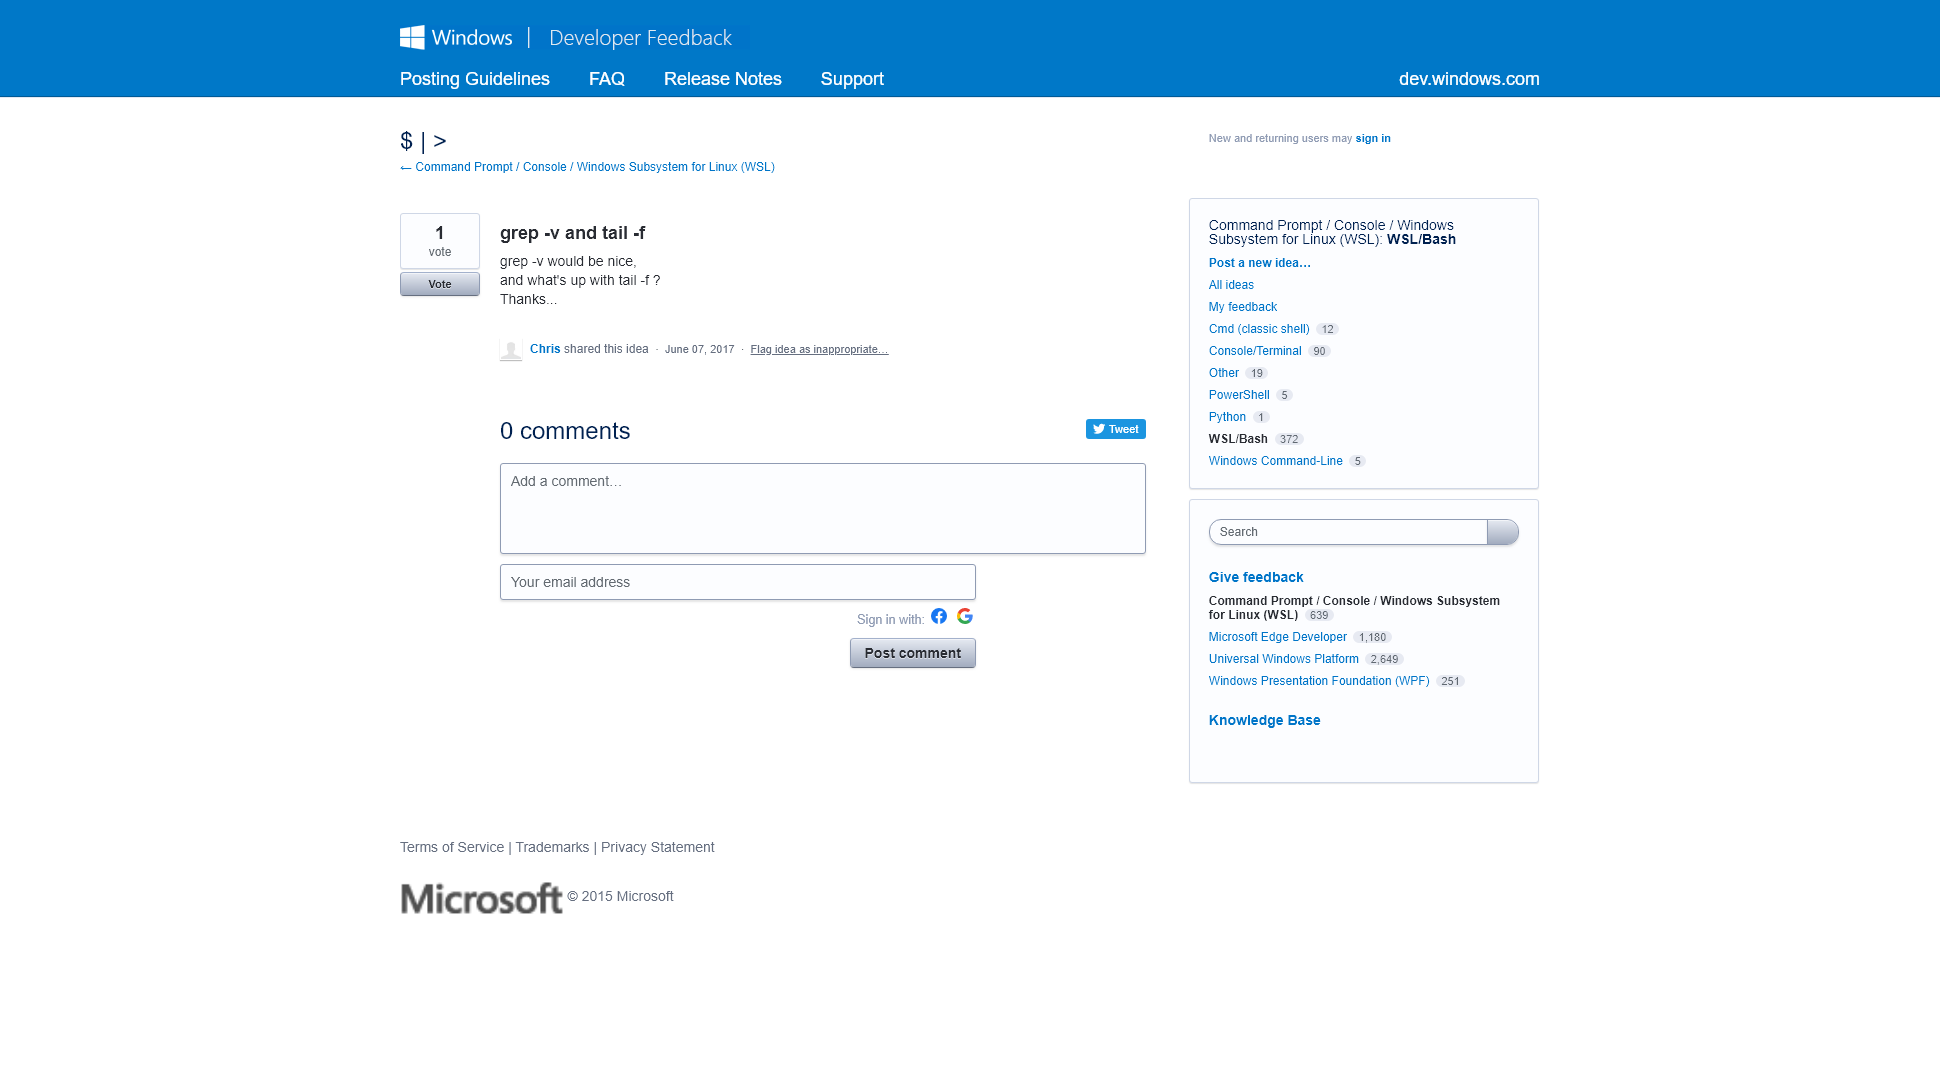 Windows | Developer Feedback
Posting Guidelines FAQ Release Notes Support dev.windows.com
$ | >
← Command Prompt / Console / Windows Subsystem for Linux (WSL)
1
vote
Vote
grep -v and tail -f
grep -v would be nice,
and what's up with tail -f ?
Thanks...
Chris shared this idea · June 07, 2017 · Flag idea as inappropriate…
0 comments
Tweet
Add a comment…
Your email address
Sign in with:
Post comment
New and returning users may sign in
Command Prompt / Console / Windows
Subsystem for Linux (WSL): WSL/Bash
Post a new idea…
All ideas
My feedback
Cmd (classic shell) 12
Console/Terminal 90
Other 19
PowerShell 5
Python 1
WSL/Bash 372
Windows Command-Line 5
Search
Give feedback
Command Prompt / Console / Windows Subsystem
for Linux (WSL) 639
Microsoft Edge Developer 1,180
Universal Windows Platform 2,649
Windows Presentation Foundation (WPF) 251
Knowledge Base
Terms of Service | Trademarks | Privacy Statement
Microsoft © 2015 Microsoft